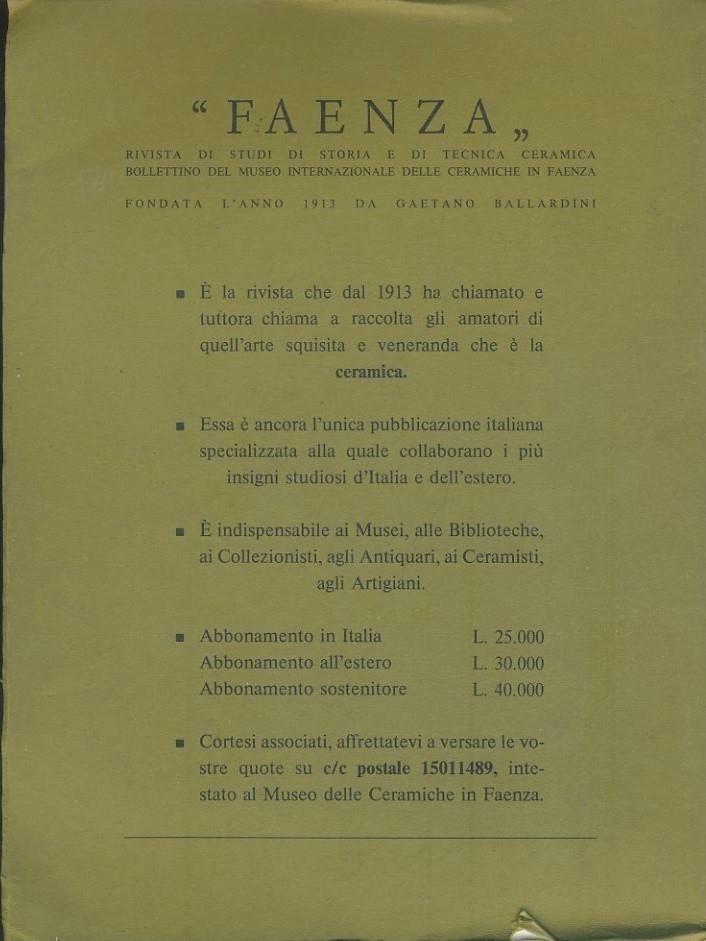 “ FAENZA „
RIVISTA DI STUDI DI STORIA E DI TECNICA CERAMICA
BOLLETTINO DEL MUSEO INTERNAZIONALE DELLE CERAMICHE IN FAENZA
FONDATA L'ANNO 1913 DA GAETANO BALLARDINI
■ È la rivista che dal 1913 ha chiamato e
tuttora chiama a raccolta gli amatori di
quell'arte squisita e veneranda che è la
ceramica.
■ Essa è ancora l'unica pubblicazione italiana
specializzata alla quale collaborano i più
insigni studiosi d'Italia e dell'estero.
■ È indispensabile ai Musei, alle Biblioteche,
ai Collezionisti, agli Antiquari, ai Ceramisti,
agli Artigiani.
■ Abbonamento in Italia L. 25.000
Abbonamento all'estero L. 30.000
Abbonamento sostenitore L. 40.000
■ Cortesi associati, affrettatevi a versare le vo-
stre quote su c/c postale 15011489, inte-
stato al Museo delle Ceramiche in Faenza.